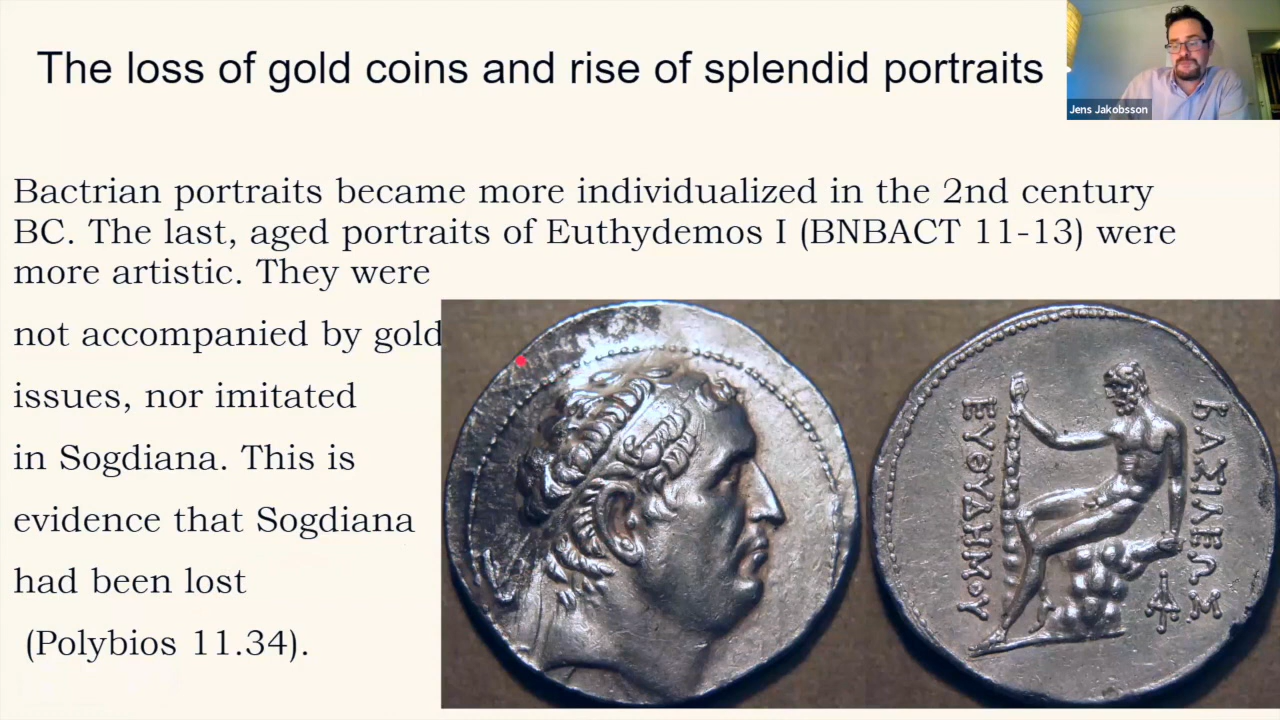 The loss of gold coins and rise of splendid portraits
Jens Jakobsson
Bactrian portraits became more individualized in the 2nd century
BC. The last, aged portraits of Euthydemos I (BNBACT 11-13) were
more artistic. They were
not accompanied by gold
issues, nor imitated
in Sogdiana. This is
evidence that Sogdiana
had been lost
(Polybios 11.34).
ΒΑΣΙΛΕΩΣ
ΕΥΘΥΔΗΜΟΥ